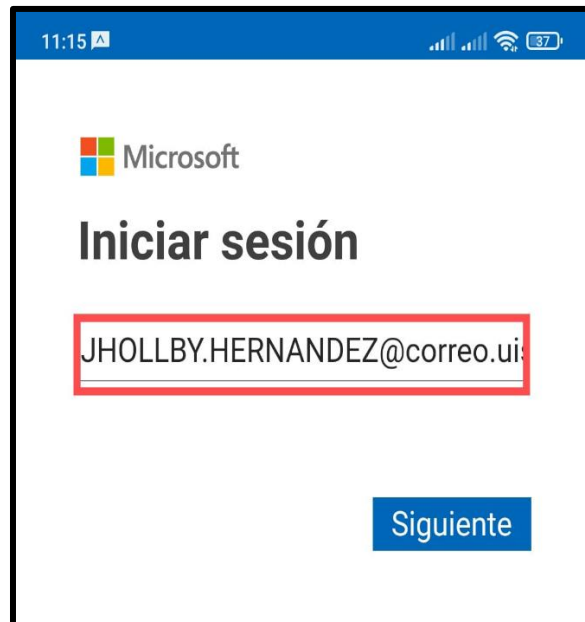 11:15
37
Microsoft
Iniciar sesión
JHOLLBY.HERNANDEZ@correo.uis
Siguiente